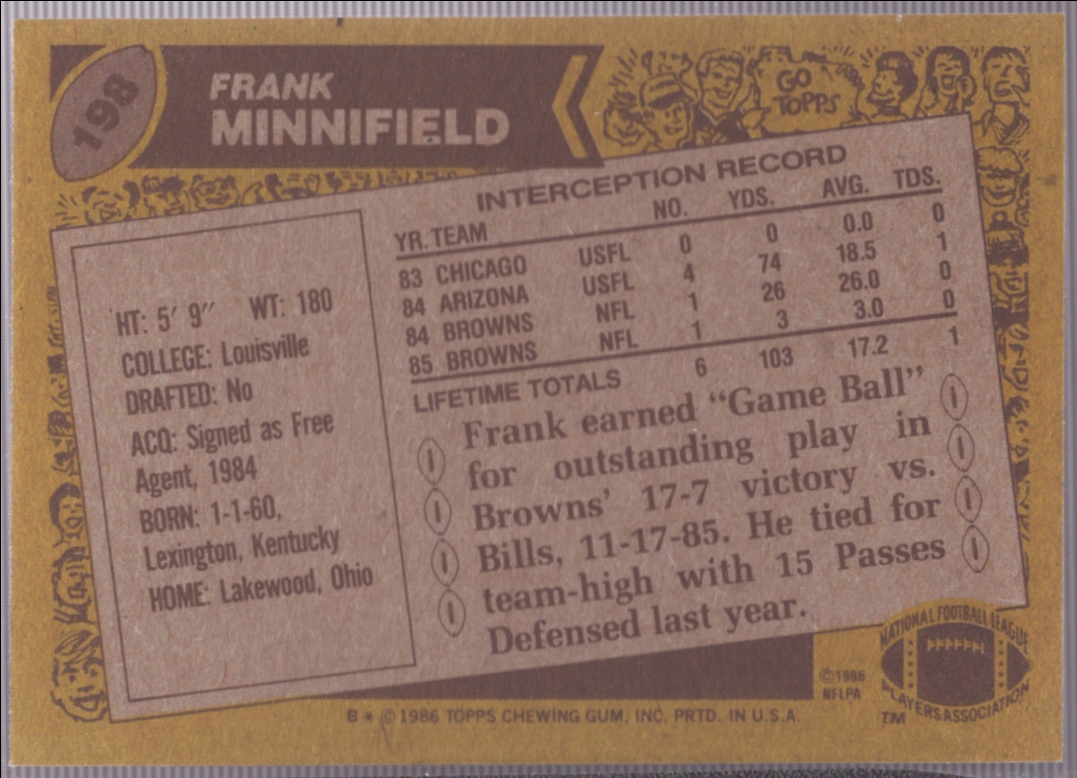 198
FRANK
MINNIFIELD
GO
TOPPS
INTERCEPTION RECORD
YR. TEAM NO. YDS. AVG. TDS.
83 CHICAGO USFL 0 0 0.0 0
84 ARIZONA USFL 4 74 18.5 1
84 BROWNS NFL 1 26 26.0 0
85 BROWNS NFL 1 3 3.0 0
LIFETIME TOTALS 6 103 17.2 1
HT: 5′ 9″ WT: 180
COLLEGE: Louisville
DRAFTED: No
ACQ: Signed as Free
Agent, 1984
BORN: 1-1-60,
Lexington, Kentucky
HOME: Lakewood, Ohio
Frank earned “Game Ball”
for outstanding play in
Browns’ 17-7 victory vs.
Bills, 11-17-85. He tied for
team-high with 15 Passes
Defensed last year.
©1986
NFLPA
NATIONAL FOOTBALL LEAGUE
PLAYERS ASSOCIATION
TM
B * © 1986 TOPPS CHEWING GUM, INC. PRTD. IN U.S.A.